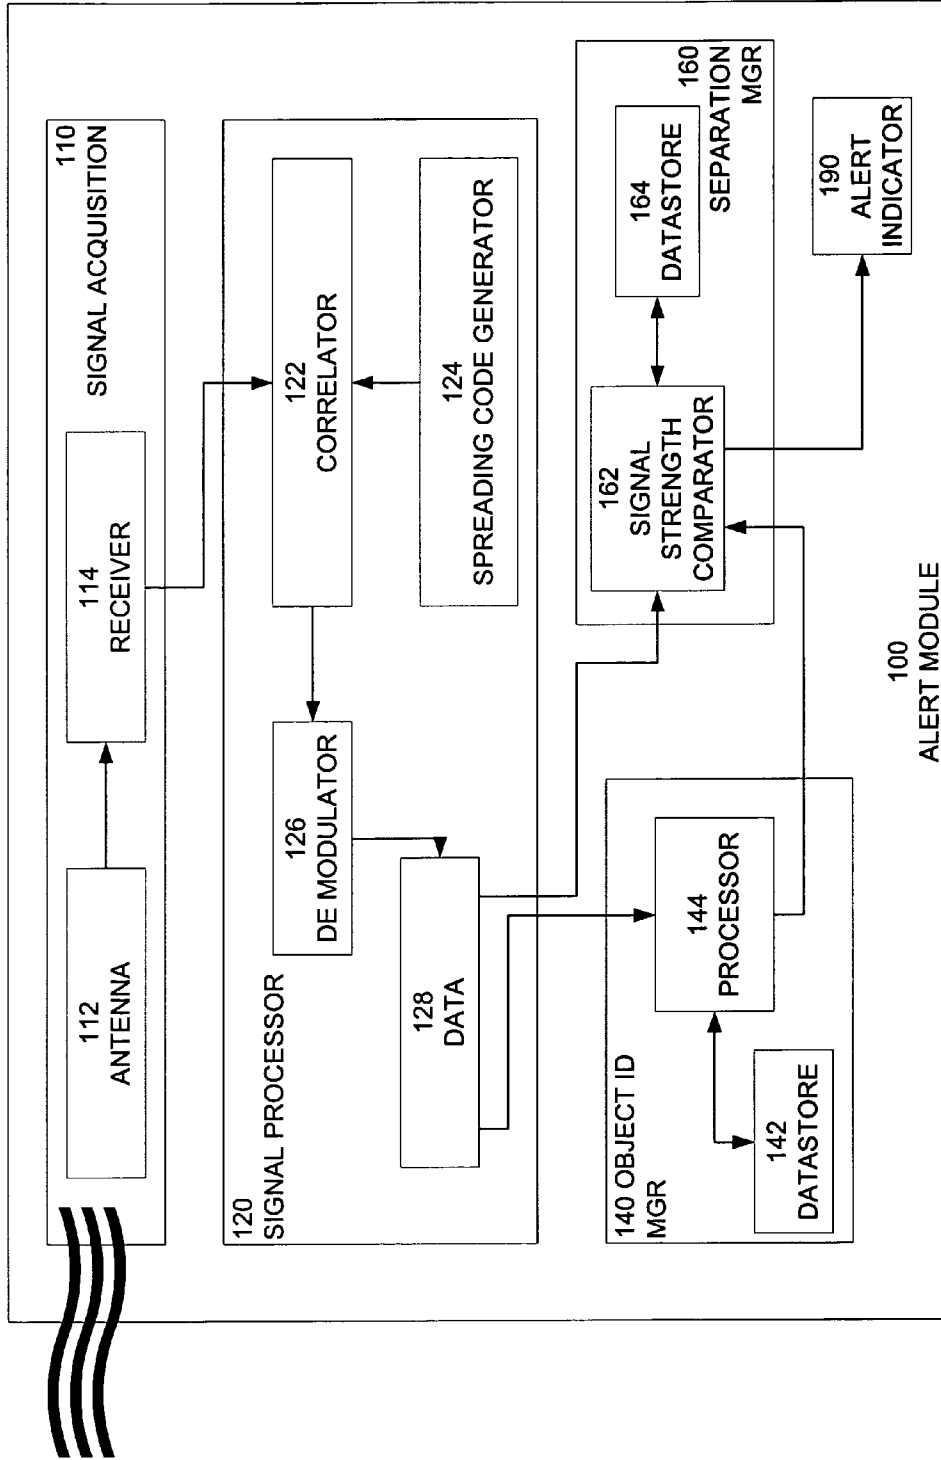 110
SIGNAL ACQUISITION
112
ANTENNA
114
RECEIVER
120
SIGNAL PROCESSOR
122
CORRELATOR
124
SPREADING CODE GENERATOR
126
DE MODULATOR
128
DATA
140 OBJECT ID
MGR
142
DATASTORE
144
PROCESSOR
160
SEPARATION
MGR
162
SIGNAL
STRENGTH
COMPARATOR
164
DATASTORE
190
ALERT
INDICATOR
100
ALERT MODULE